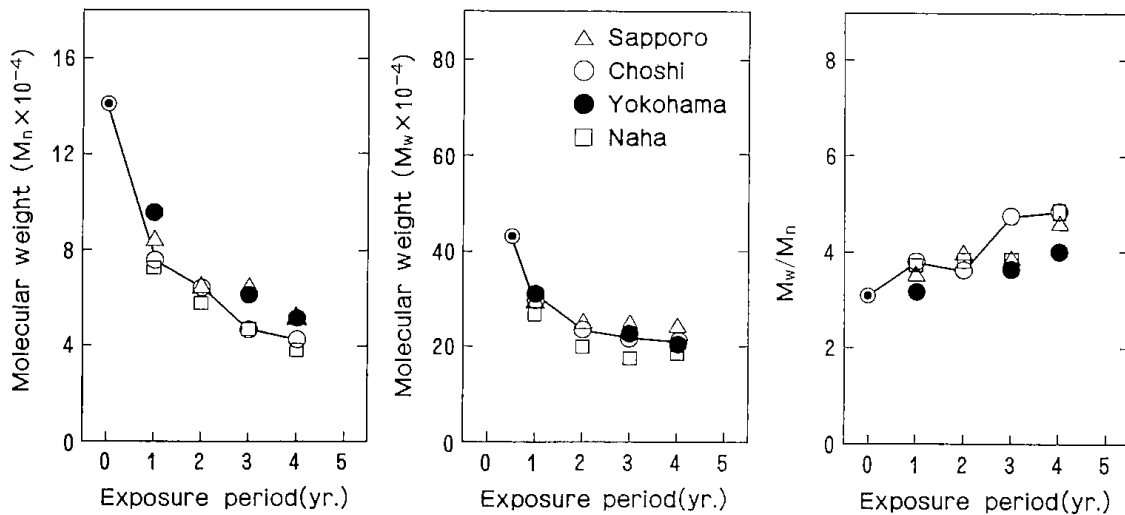 Molecular weight (Mn×10−4)
16
12
8
4
0
0 1 2 3 4 5
Exposure period(yr.)
Molecular weight (Mw×10−4)
80
60
40
20
0
0 1 2 3 4 5
Exposure period(yr.)
Sapporo
Choshi
Yokohama
Naha
Mw/Mn
8
6
4
2
0
0 1 2 3 4 5
Exposure period(yr.)